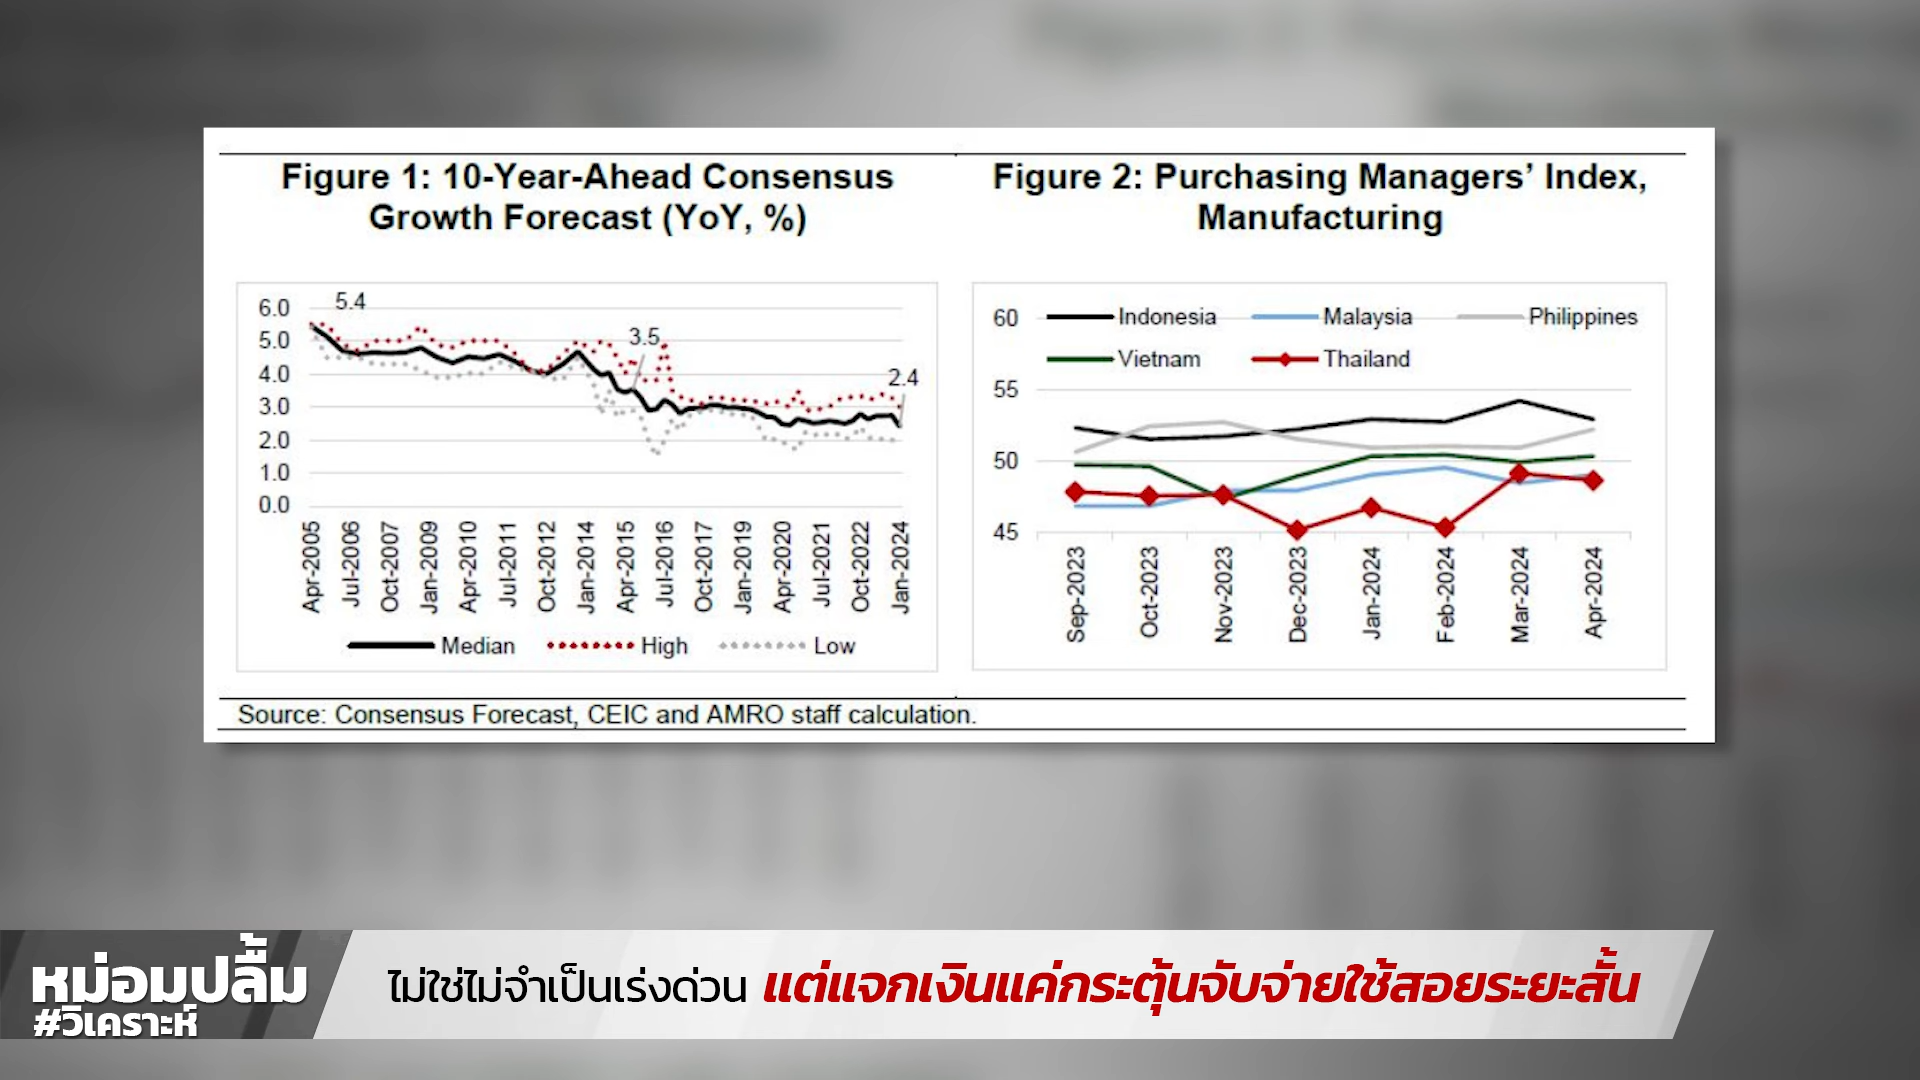 Figure 1: 10-Year-Ahead Consensus
Growth Forecast (YoY, %)
6.0
5.0
4.0
3.0
2.0
1.0
0.0
5.4
3.5
2.4
Apr-2005
Jul-2006
Oct-2007
Jan-2009
Apr-2010
Jul-2011
Oct-2012
Jan-2014
Apr-2015
Jul-2016
Oct-2017
Jan-2019
Apr-2020
Jul-2021
Oct-2022
Jan-2024
Median High Low
Figure 2: Purchasing Managers’ Index,
Manufacturing
60
55
50
45
Indonesia Malaysia Philippines
Vietnam Thailand
Sep-2023
Oct-2023
Nov-2023
Dec-2023
Jan-2024
Feb-2024
Mar-2024
Apr-2024
Source: Consensus Forecast, CEIC and AMRO staff calculation.
หม่อมปลื้ม
#วิเคราะห์
ไม่ใช่ไม่จำเป็นเร่งด่วน แต่แจกเงินแค่กระตุ้นจับจ่ายใช้สอยระยะสั้น